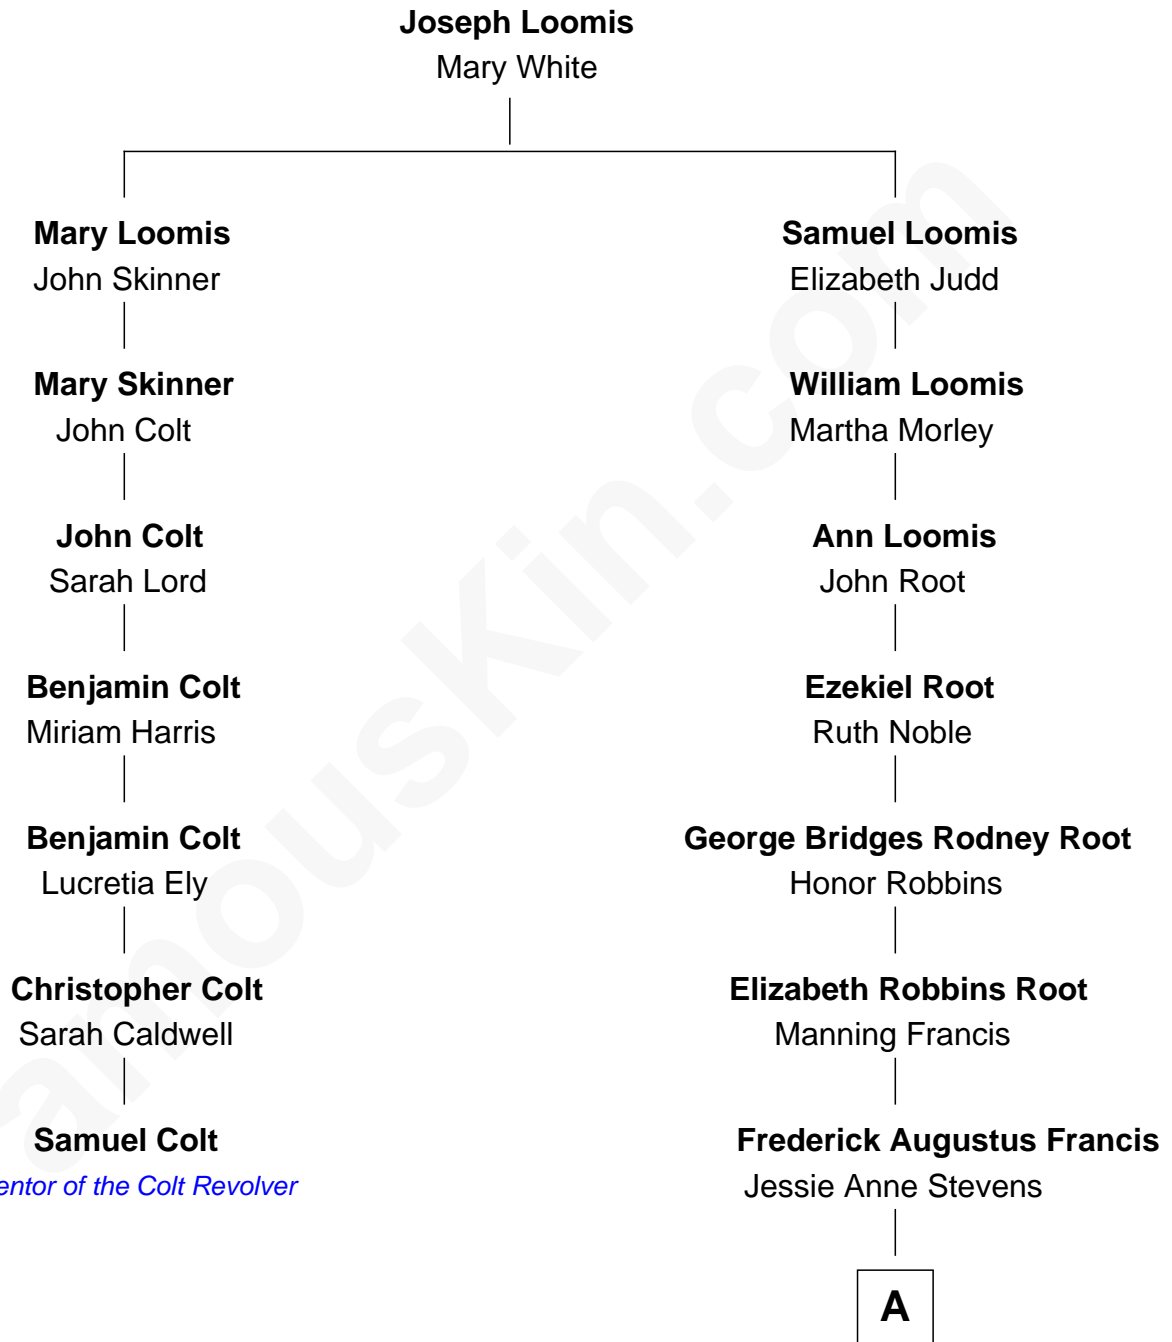 Joseph Loomis
Mary White
Mary Loomis
John Skinner
Samuel Loomis
Elizabeth Judd
Mary Skinner
John Colt
William Loomis
Martha Morley
John Colt
Sarah Lord
Ann Loomis
John Root
Benjamin Colt
Miriam Harris
Ezekiel Root
Ruth Noble
Benjamin Colt
Lucretia Ely
George Bridges Rodney Root
Honor Robbins
Christopher Colt
Sarah Caldwell
Elizabeth Robbins Root
Manning Francis
Samuel Colt
entor of the Colt Revolver
Frederick Augustus Francis
Jessie Anne Stevens
A
amousKin.com